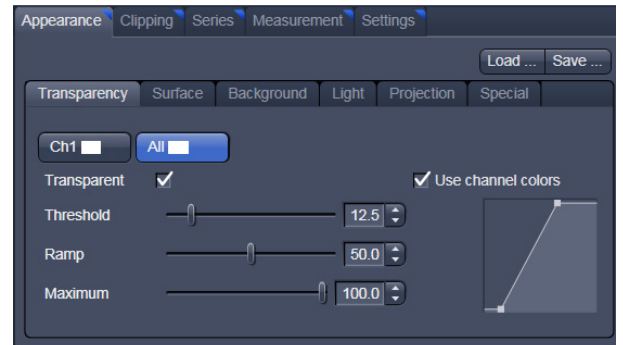 Appearance Clipping Series Measurement Settings
Load ... Save ...
Transparency Surface Background Light Projection Special
Ch1 All
Transparent Use channel colors
Threshold 12.5
Ramp 50.0
Maximum 100.0